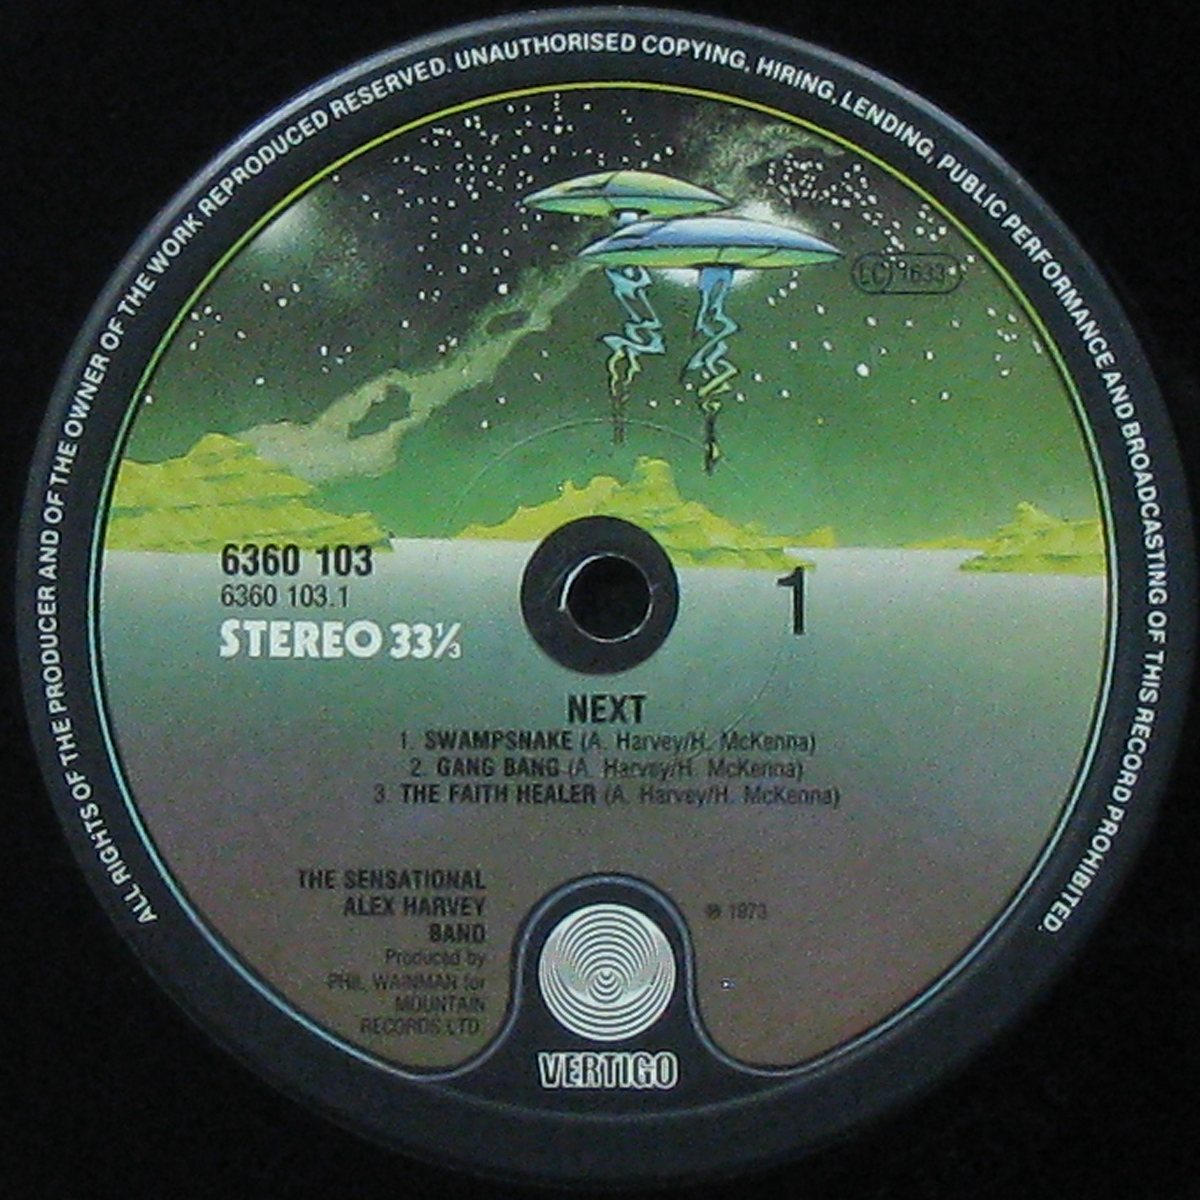 ALL RIGHTS OF THE PRODUCER AND OF THE OWNER OF THE WORK REPRODUCED RESERVED. UNAUTHORISED COPYING, HIRING, LENDING, PUBLIC PERFORMANCE AND BROADCASTING OF THIS RECORD PROHIBITED.
LC 1633
6360 103
6360 103.1
STEREO 33⅓
1
NEXT
1. SWAMPSNAKE (A. Harvey/H. McKenna)
2. GANG BANG (A. Harvey/H. McKenna)
3. THE FAITH HEALER (A. Harvey/H. McKenna)
THE SENSATIONAL
ALEX HARVEY
BAND
Produced by
PHIL WAINMAN for
MOUNTAIN
RECORDS LTD.
℗ 1973
VERTIGO